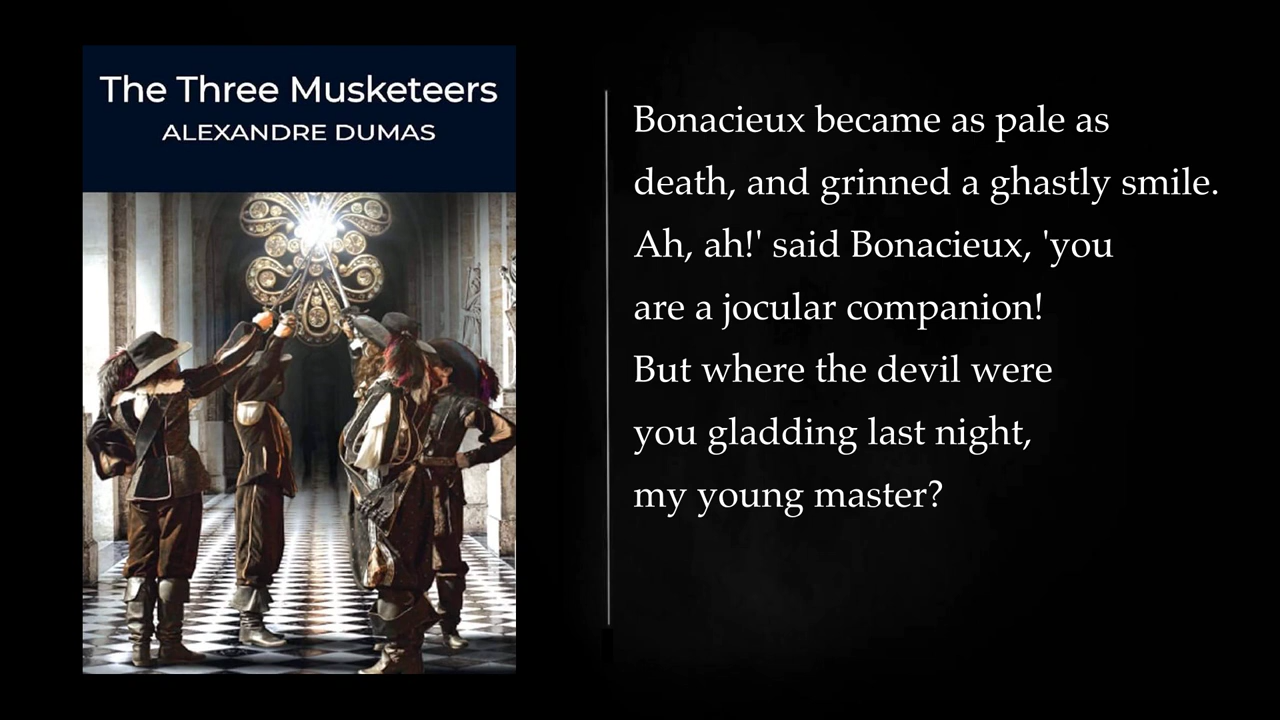 The Three Musketeers
ALEXANDRE DUMAS
Bonacieux became as pale as
death, and grinned a ghastly smile.
Ah, ah!' said Bonacieux, 'you
are a jocular companion!
But where the devil were
you gladding last night,
my young master?